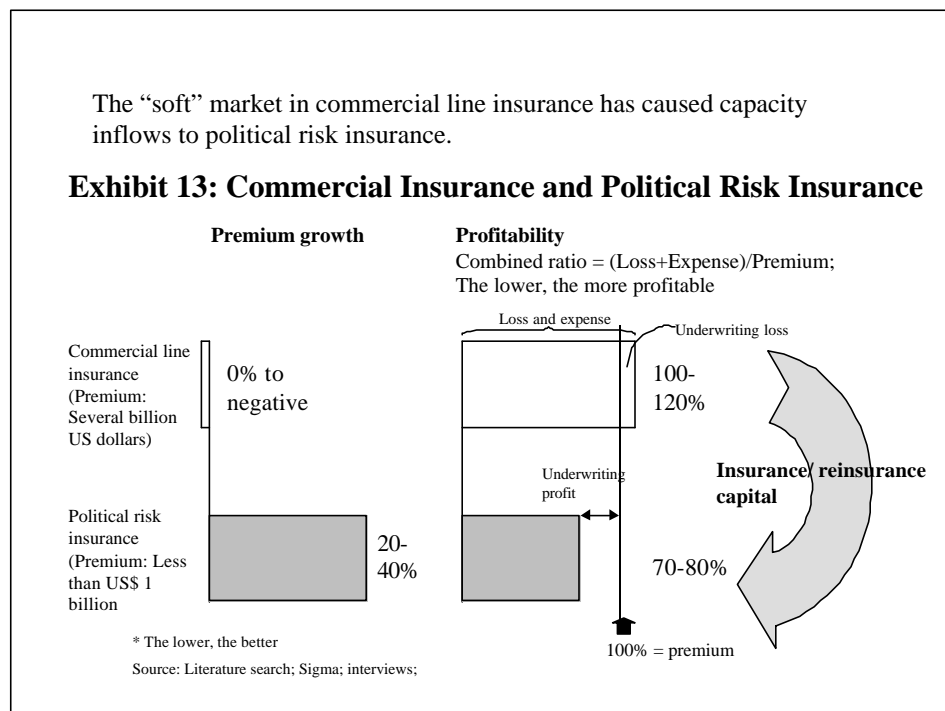 The “soft” market in commercial line insurance has caused capacity
inflows to political risk insurance.
Exhibit 13: Commercial Insurance and Political Risk Insurance
Premium growth
Profitability
Combined ratio = (Loss+Expense)/Premium;
The lower, the more profitable
Loss and expense
Underwriting loss
Commercial line
insurance
(Premium:
Several billion
US dollars)
0% to
negative
100-
120%
Underwriting
profit
Insurance/ reinsurance
capital
Political risk
insurance
(Premium: Less
than US$ 1
billion
20-
40%
70-80%
* The lower, the better
100% = premium
Source: Literature search; Sigma; interviews;